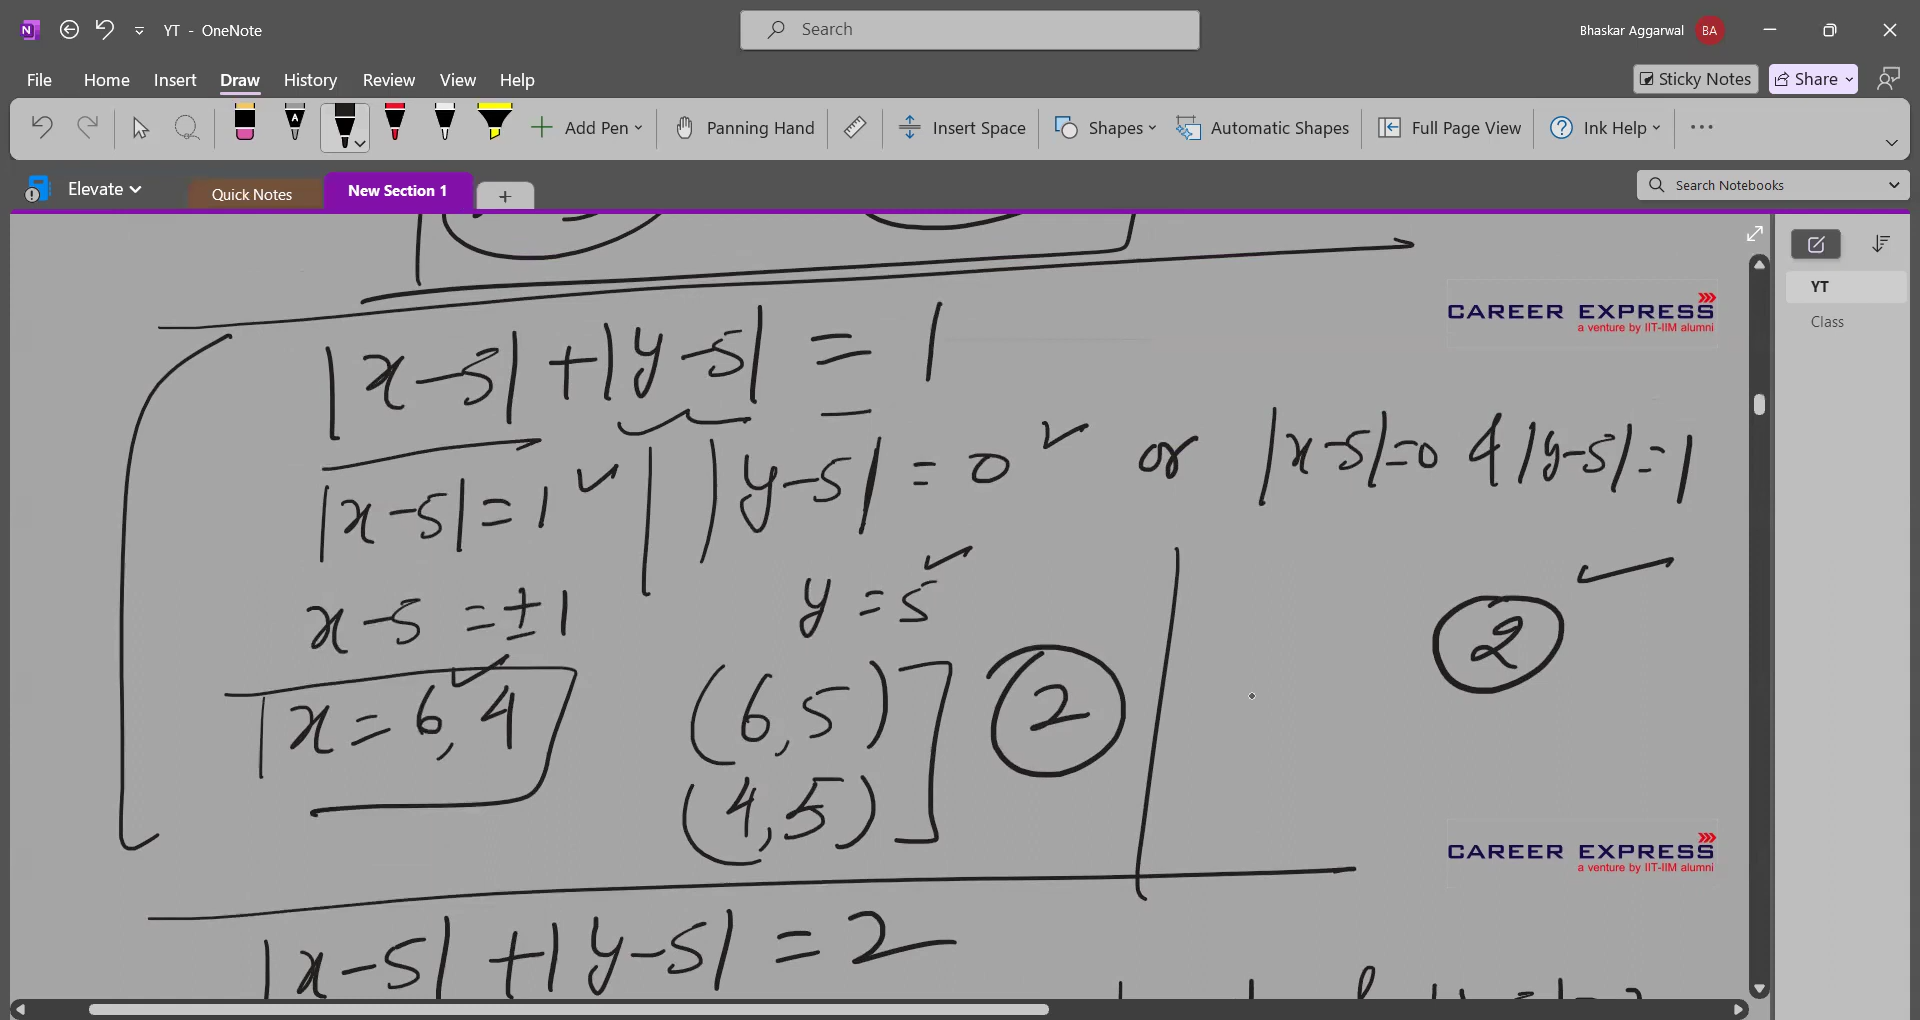 YT - OneNote
Search
Bhaskar Aggarwal BA
File Home Insert Draw History Review View Help
Sticky Notes Share
Add Pen Panning Hand Insert Space Shapes Automatic Shapes Full Page View Ink Help
Elevate Quick Notes New Section 1 +
Search Notebooks
YT
Class
CAREER EXPRESS
a venture by IIT-IIM alumni
|x-5| + |y-5| = 1
|x-5| = 1 | |y-5| = 0 or |x-5| = 0 & |y-5| = 1
x-5 = ±1 y = 5
2
x = 6, 4 (6,5) 2
(4,5)
CAREER EXPRESS
a venture by IIT-IIM alumni
|x-5| + |y-5| = 2